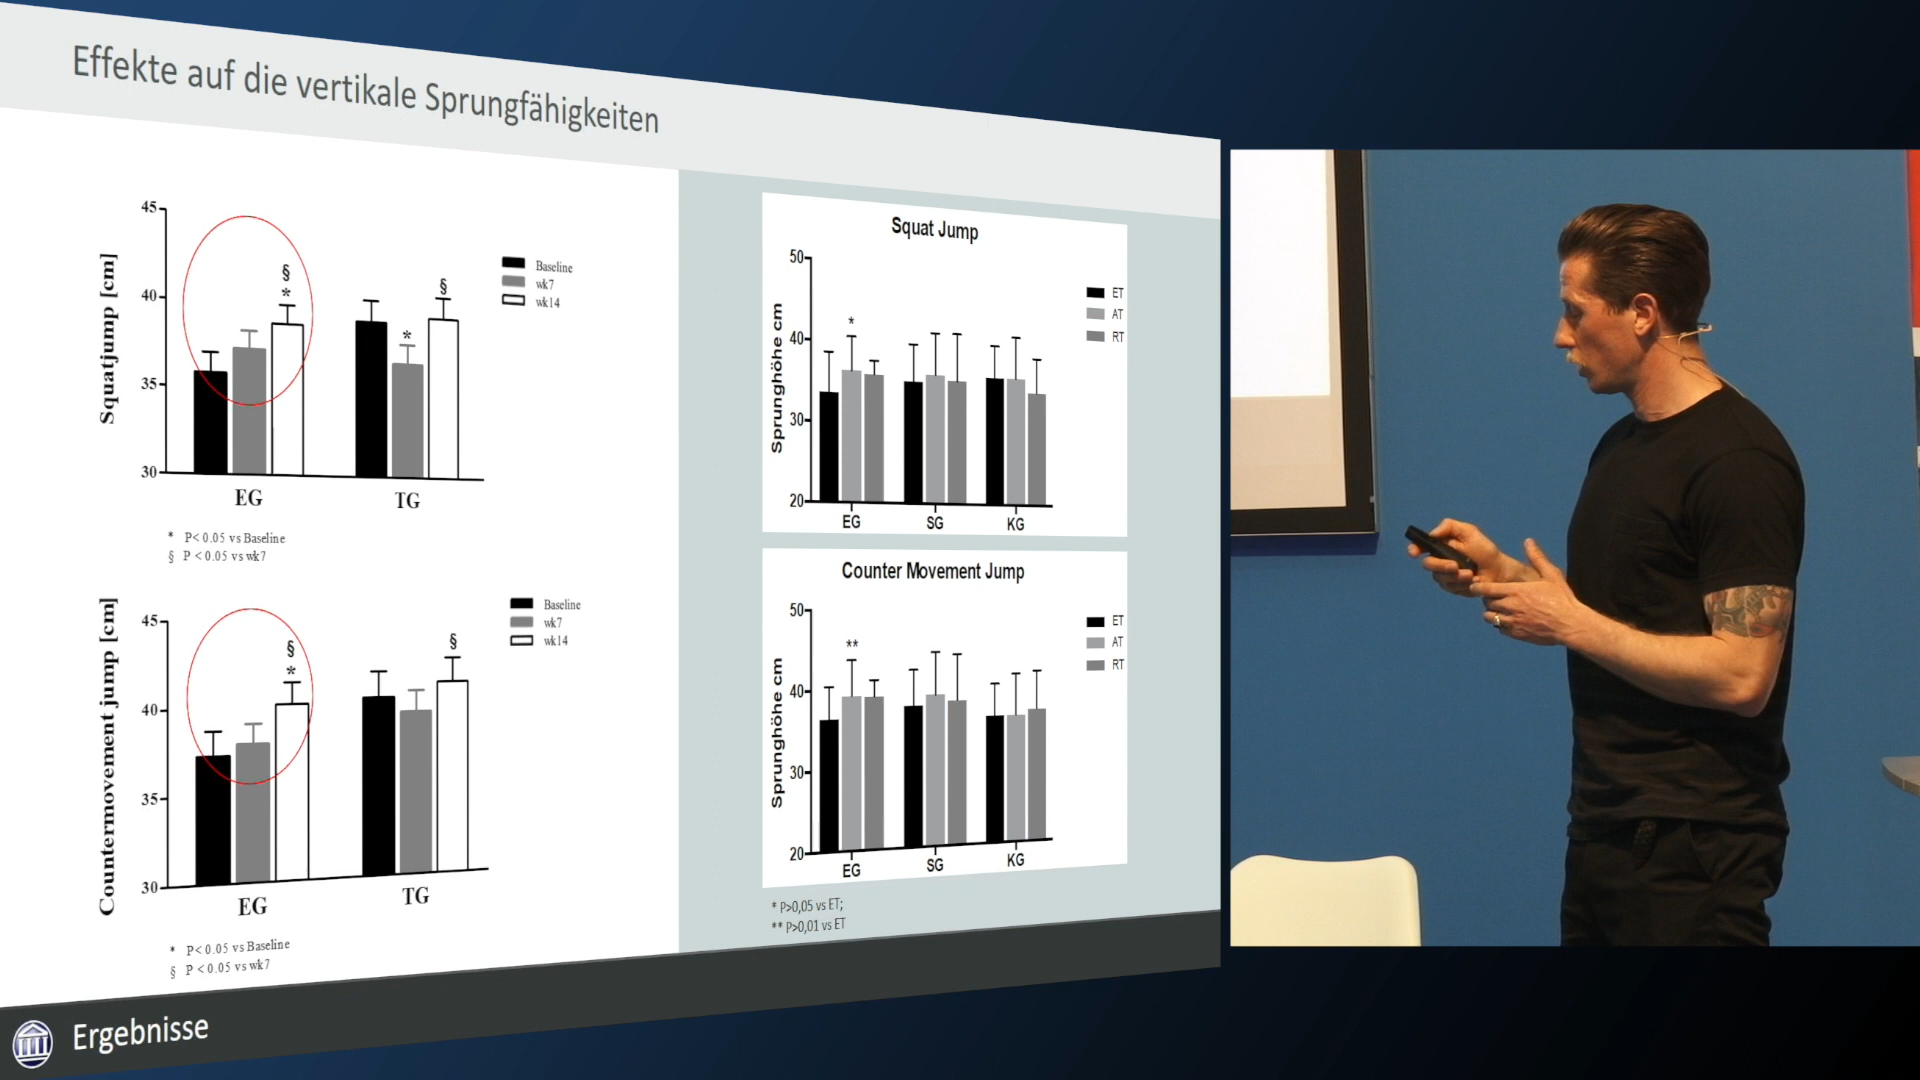 Effekte auf die vertikale Sprungfähigkeiten
Squatjump [cm]
45
40
35
30
§
*
*
§
EG
TG
Baseline
wk7
wk14
* P< 0.05 vs Baseline
§ P < 0.05 vs wk7
Countermovement jump [cm]
45
40
35
30
§
*
§
EG
TG
Baseline
wk7
wk14
* P< 0.05 vs Baseline
§ P < 0.05 vs wk7
Squat Jump
Sprunghöhe cm
50
40
30
20
*
EG
SG
KG
ET
AT
RT
Counter Movement Jump
Sprunghöhe cm
50
40
30
20
**
EG
SG
KG
ET
AT
RT
* P>0,05 vs ET;
** P>0,01 vs ET
Ergebnisse